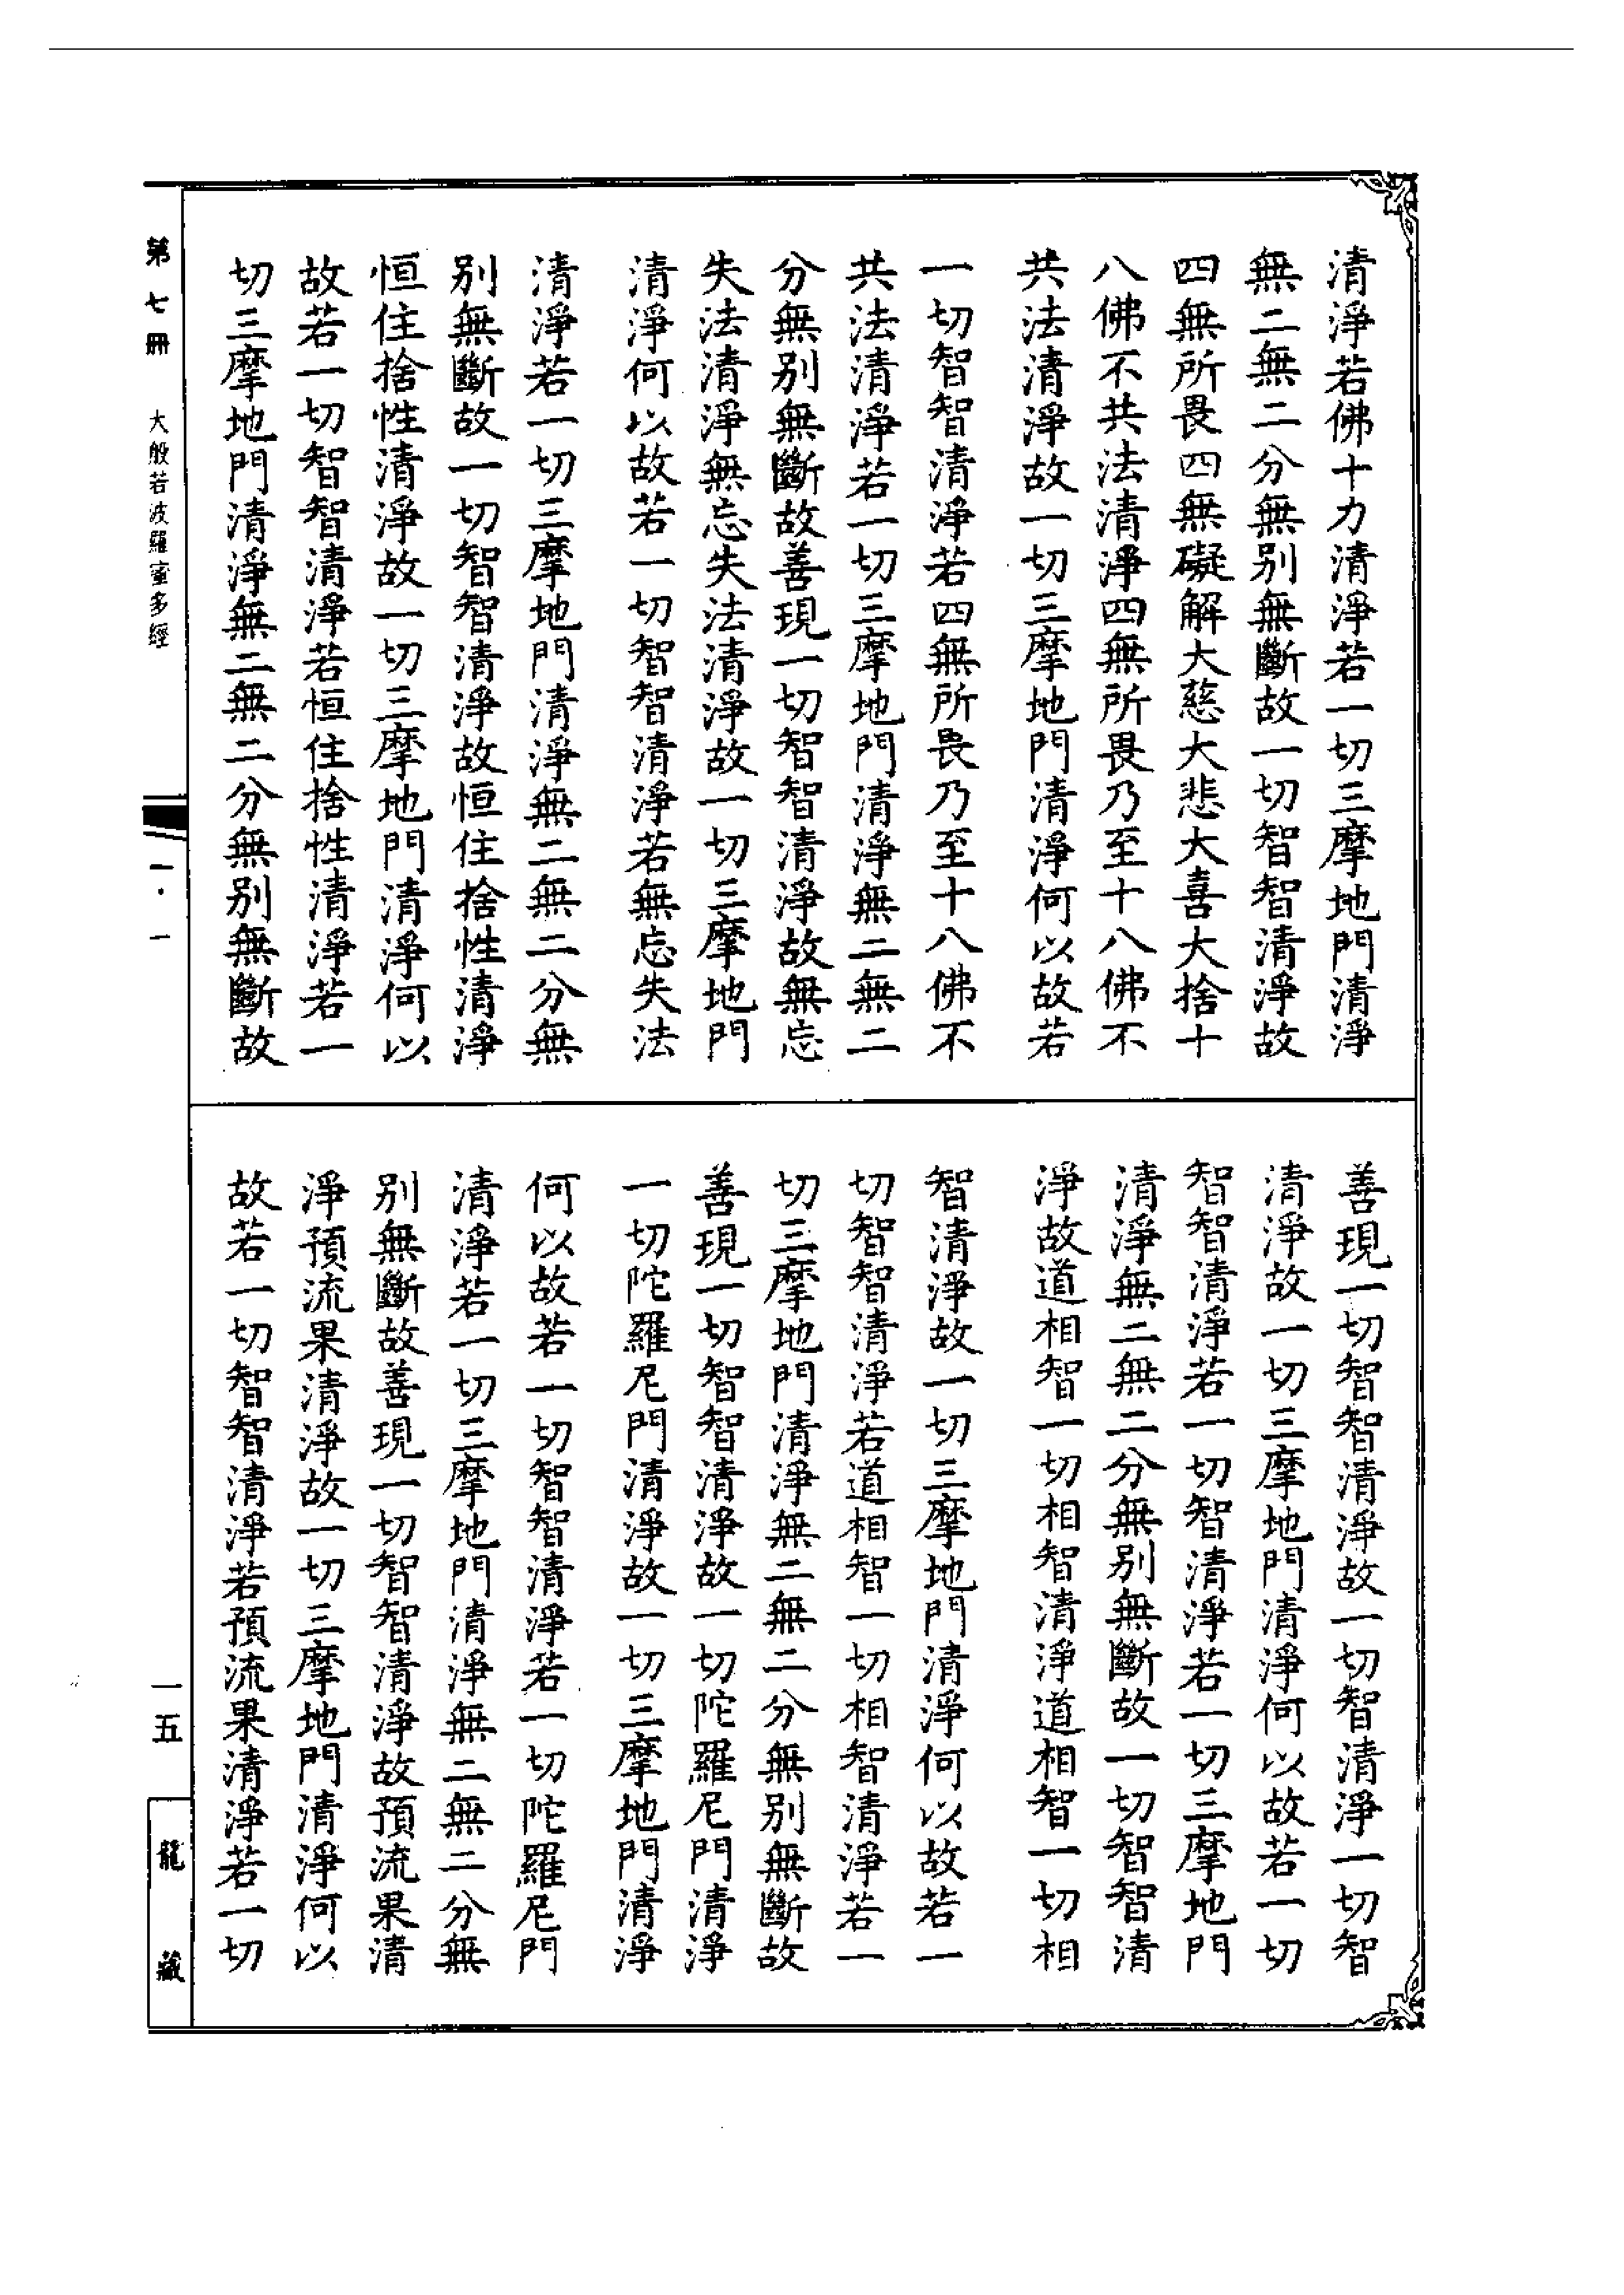 清淨若佛十力清淨若一切三摩地門清淨
無二無二分無別無斷故一切智智清淨故
四無所畏四無礙解大慈大悲大喜大捨十
八佛不共法清淨四無所畏乃至十八佛不
共法清淨故一切三摩地門清淨何以故若
一切智智清淨若四無所畏乃至十八佛不
共法清淨若一切三摩地門清淨無二無二
分無別無斷故善現一切智智清淨故無忘
失法清淨無忘失法清淨故一切三摩地門
清淨何以故若一切智智清淨若無忘失法
清淨若一切三摩地門清淨無二無二分無
別無斷故一切智智清淨故恒住捨性清淨
恒住捨性清淨故一切三摩地門清淨何以
故若一切智智清淨若恒住捨性清淨若一
切三摩地門清淨無二無二分無別無斷故
善現一切智智清淨故一切智清淨一切智
清淨故一切三摩地門清淨何以故若一切
智智清淨若一切智清淨若一切三摩地門
清淨無二無二分無別無斷故一切智智清
淨故道相智一切相智清淨道相智一切相
智清淨故一切三摩地門清淨何以故若一
切智智清淨若道相智一切相智清淨若一
切三摩地門清淨無二無二分無別無斷故
善現一切智智清淨故一切陀羅尼門清淨
一切陀羅尼門清淨故一切三摩地門清淨
何以故若一切智智清淨若一切陀羅尼門
清淨若一切三摩地門清淨無二無二分無
別無斷故善現一切智智清淨故預流果清
淨預流果清淨故一切三摩地門清淨何以
故若一切智智清淨若預流果清淨若一切
第七冊 大般若波羅蜜多經 一·一 一五 龍藏